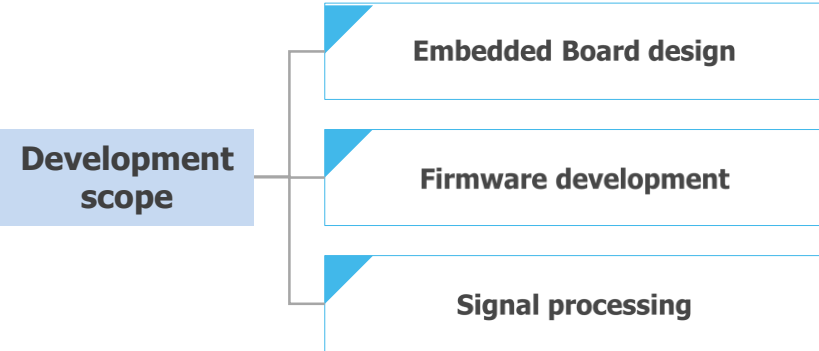 Embedded Board design
Development
scope
Firmware development
Signal processing